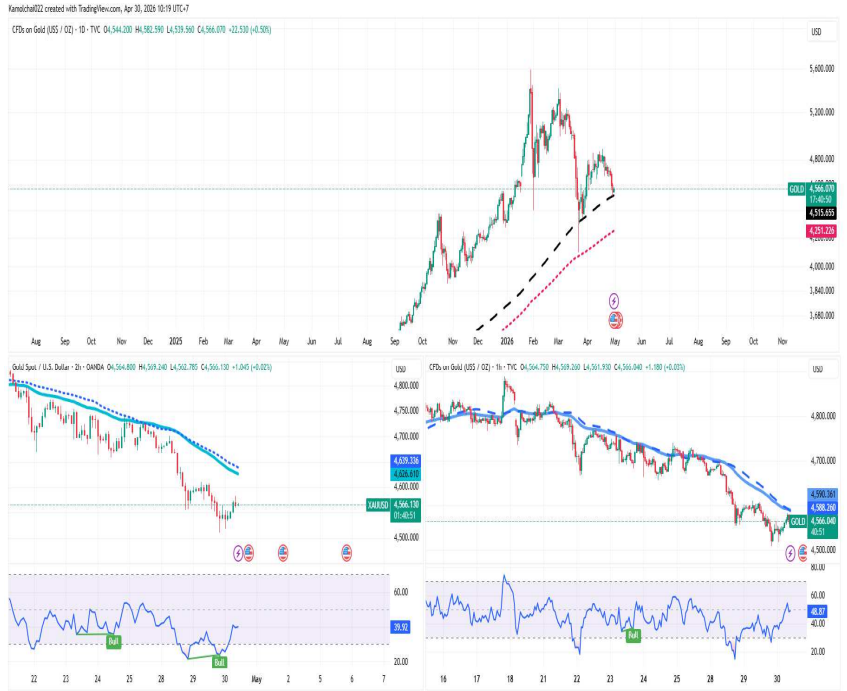 Kamolchai022 created with TradingView.com, Apr 30, 2026 10:19 UTC+7
CFDs on Gold (US$ / OZ) · 1D · TVC O4,544.200 H4,582.590 L4,539.560 C4,566.070 +22.530 (+0.50%)
USD
5,600.000
5,200.000
4,800.000
GOLD 4,566.070
17:40:50
4,515.655
4,251.226
4,000.000
3,840.000
3,680.000
Aug Sep Oct Nov Dec 2025 Feb Mar Apr May Jun Jul Aug Sep Oct Nov Dec 2026 Feb Mar Apr May Jun Jul Aug Sep Oct Nov
Gold Spot / U.S. Dollar · 2h · OANDA O4,564.800 H4,569.240 L4,562.785 C4,566.130 +1.045 (+0.02%)
USD
4,800.000
4,750.000
4,700.000
4,639.336
4,626.610
4,600.000
XAUUSD 4,566.130
01:40:51
4,500.000
60.00
39.92
20.00
Bull
Bull
22 23 24 25 28 29 30 May 2 3 4 5 6 7
CFDs on Gold (US$ / OZ) · 1h · TVC O4,564.750 H4,569.260 L4,561.930 C4,566.040 +1.180 (+0.03%)
USD
4,800.000
4,700.000
4,590.361
4,588.260
GOLD 4,566.040
40:51
4,500.000
80.00
60.00
48.87
40.00
20.00
Bull
16 17 18 21 22 23 24 25 28 29 30